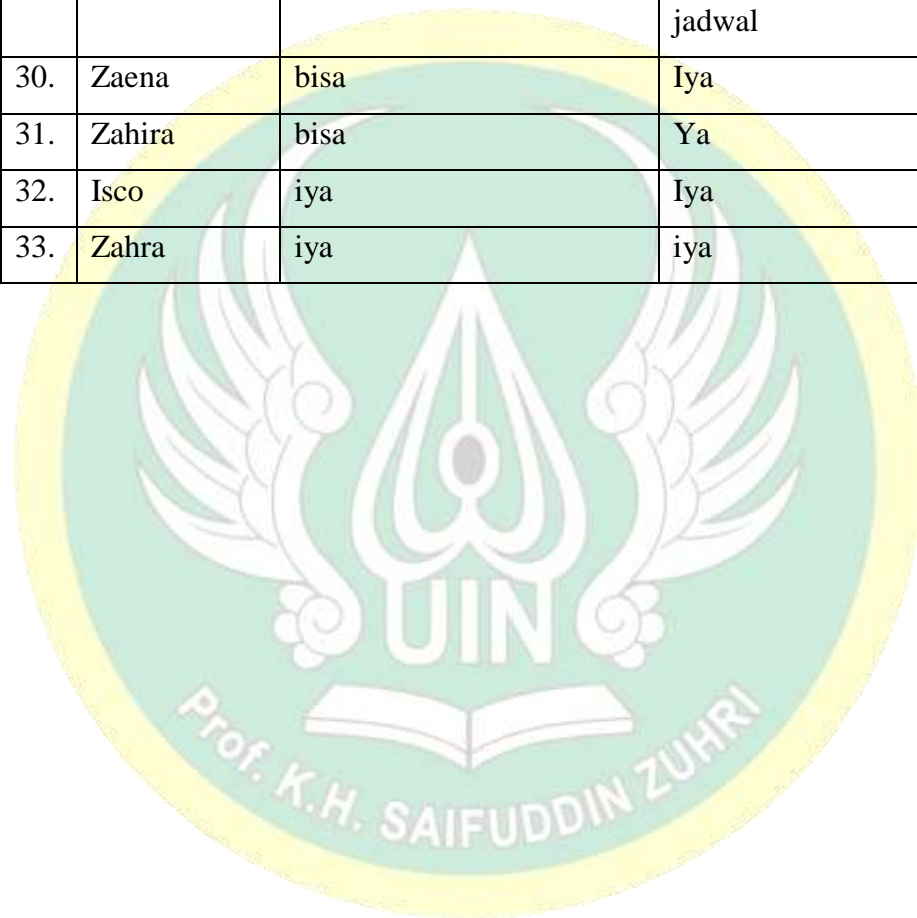 jadwal
30. Zaena bisa Iya
31. Zahira bisa Ya
32. Isco iya Iya
33. Zahra iya iya
UIN
Prof. K.H. SAIFUDDIN ZUHRI